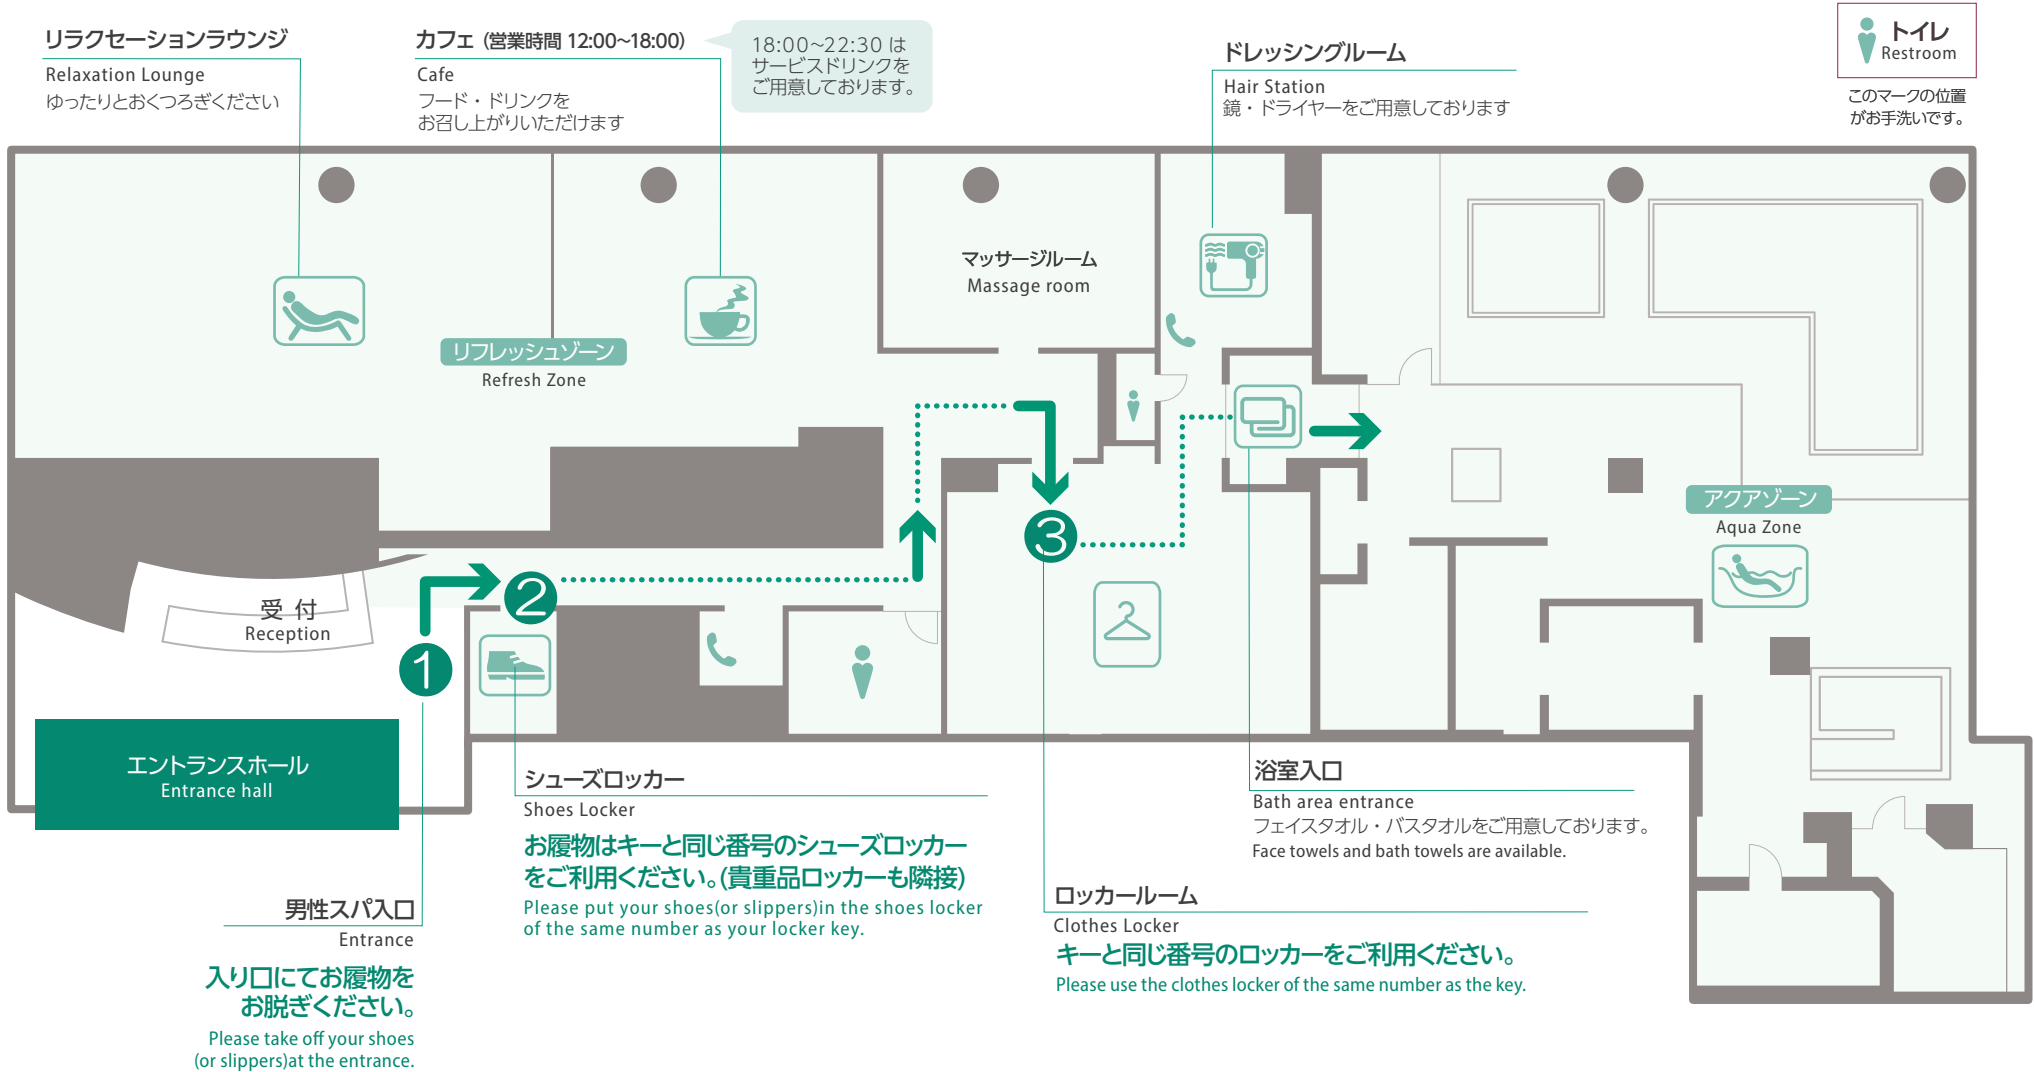 リラクセーションラウンジ
Relaxation Lounge
ゆったりとおくつろぎください
カフェ（営業時間 12:00~18:00）
Cafe
フード・ドリンクを
お召し上がりいただけます
18:00~22:30 は
サービスドリンクを
ご用意しております。
ドレッシングルーム
Hair Station
鏡・ドライヤーをご用意しております
トイレ
Restroom
このマークの位置
がお手洗いです。
マッサージルーム
Massage room
リフレッシュゾーン
Refresh Zone
アクアゾーン
Aqua Zone
受 付
Reception
1
2
3
エントランスホール
Entrance hall
男性スパ入口
Entrance
入り口にてお履物を
お脱ぎください。
Please take off your shoes
(or slippers)at the entrance.
シューズロッカー
Shoes Locker
お履物はキーと同じ番号のシューズロッカー
をご利用ください。(貴重品ロッカーも隣接)
Please put your shoes(or slippers)in the shoes locker
of the same number as your locker key.
浴室入口
Bath area entrance
フェイスタオル・バスタオルをご用意しております。
Face towels and bath towels are available.
ロッカールーム
Clothes Locker
キーと同じ番号のロッカーをご利用ください。
Please use the clothes locker of the same number as the key.